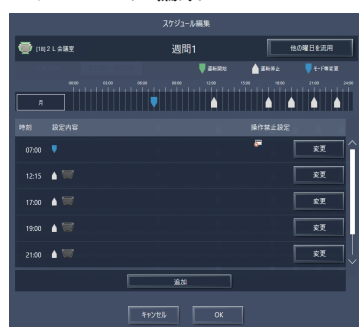 スケジュール編集
[10] 2 L 会議室
週間1
他の曜日を流用
運転開始
運転停止
モード等変更
00:00 03:00 06:00 09:00 12:00 15:00 18:00 21:00 24:00
月
時刻 設定内容 操作禁止設定
07:00 変更
12:15 変更
17:00 変更
19:00 変更
21:00 変更
追加
キャンセル OK